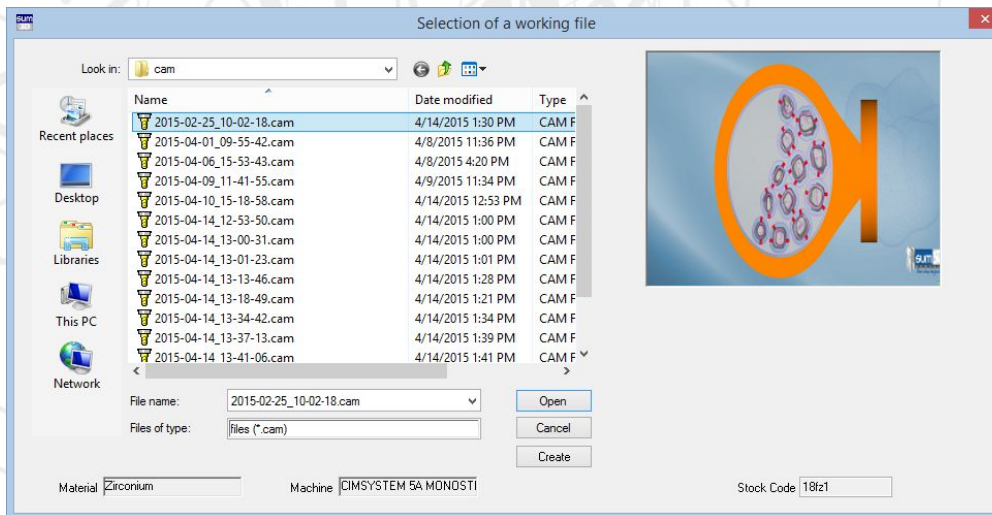 sum
Selection of a working file
x
Look in: cam
Name Date modified Type
Recent places
Desktop
Libraries
This PC
Network
2015-02-25_10-02-18.cam 4/14/2015 1:30 PM CAM F
2015-04-01_09-55-42.cam 4/8/2015 11:36 PM CAM F
2015-04-06_15-53-43.cam 4/8/2015 4:20 PM CAM F
2015-04-09_11-41-55.cam 4/9/2015 11:34 PM CAM F
2015-04-10_15-18-58.cam 4/14/2015 12:53 PM CAM F
2015-04-14_12-53-50.cam 4/14/2015 1:00 PM CAM F
2015-04-14_13-00-31.cam 4/14/2015 1:00 PM CAM F
2015-04-14_13-01-23.cam 4/14/2015 1:01 PM CAM F
2015-04-14_13-13-46.cam 4/14/2015 1:28 PM CAM F
2015-04-14_13-18-49.cam 4/14/2015 1:21 PM CAM F
2015-04-14_13-34-42.cam 4/14/2015 1:34 PM CAM F
2015-04-14_13-37-13.cam 4/14/2015 1:39 PM CAM F
2015-04-14_13-41-06.cam 4/14/2015 1:41 PM CAM F
File name: 2015-02-25_10-02-18.cam Open
Files of type: files (*.cam) Cancel
Create
Material Zirconium Machine CIMSYSTEM 5A MONOSTI Stock Code 18fz1
sum